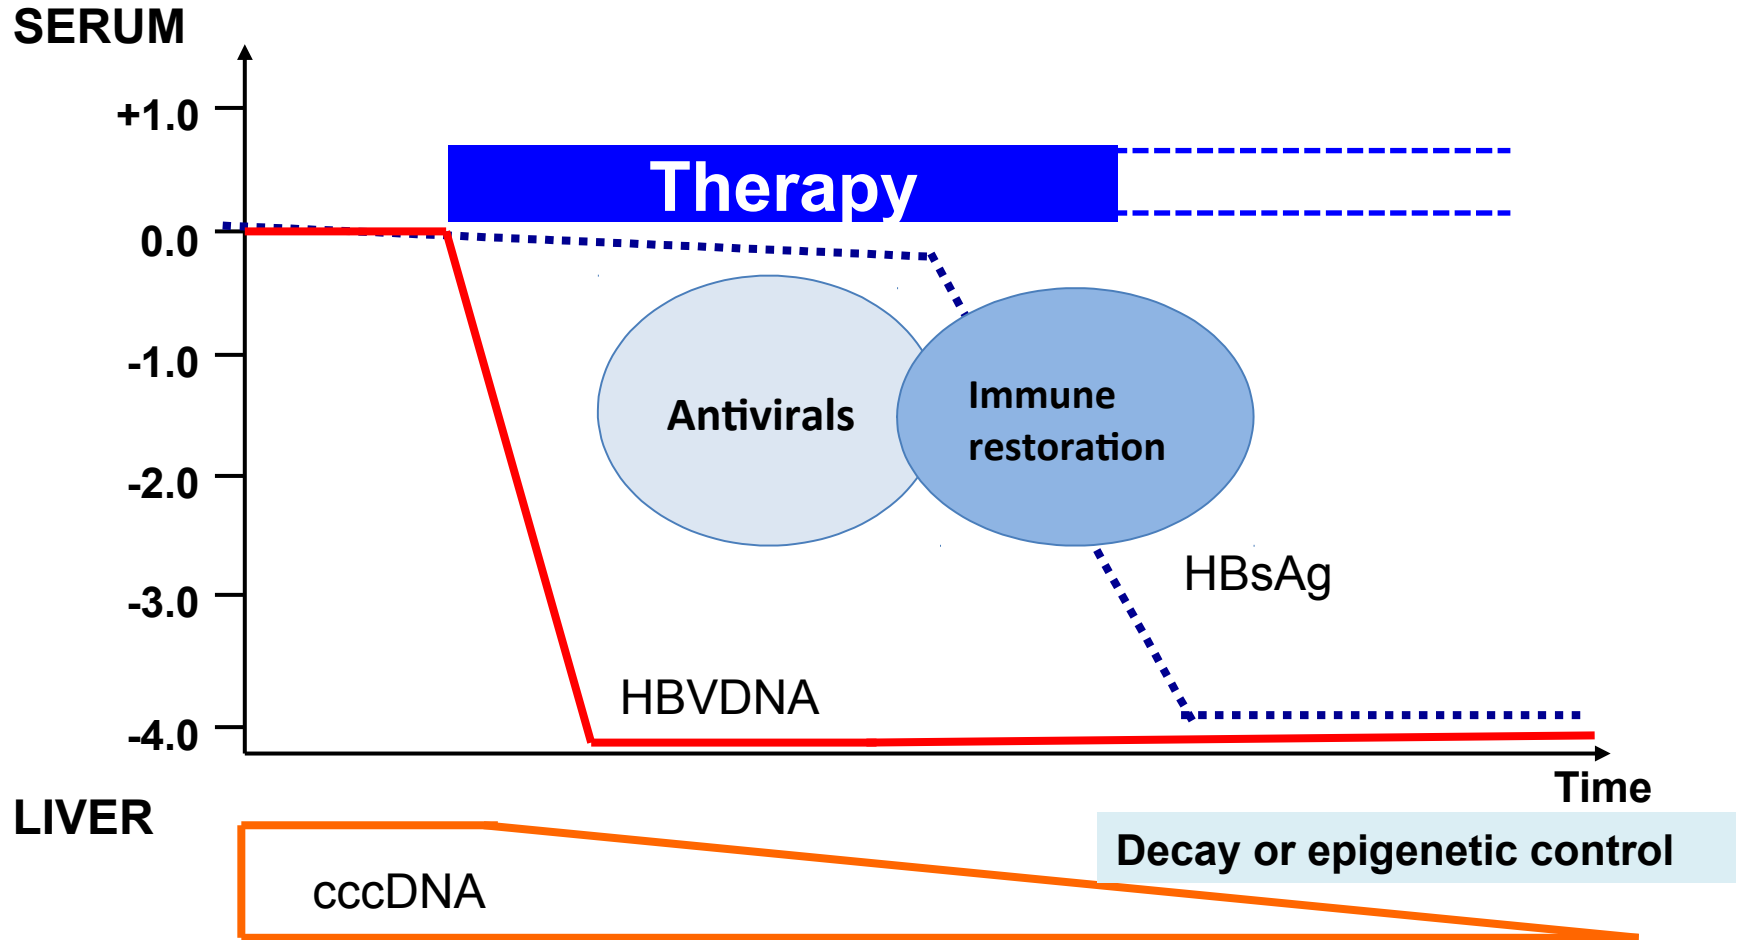 SERUM
+1.0
Therapy
0.0
-1.0
Antivirals
Immune
restoration
-2.0
-3.0
HBsAg
HBVDNA
-4.0
Time
LIVER
Decay or epigenetic control
cccDNA